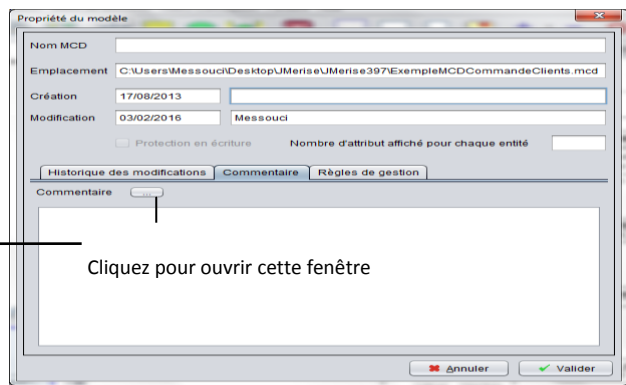 Propriété du modèle
Nom MCD
Emplacement C:\Users\Messouci\Desktop\JMerise\JMerise397\ExempleMCDCommandeClients.mcd
Création 17/08/2013
Modification 03/02/2016 Messouci
Protection en écriture Nombre d'attribut affiché pour chaque entité
Historique des modifications Commentaire Règles de gestion
Commentaire ...
Cliquez pour ouvrir cette fenêtre
Annuler Valider